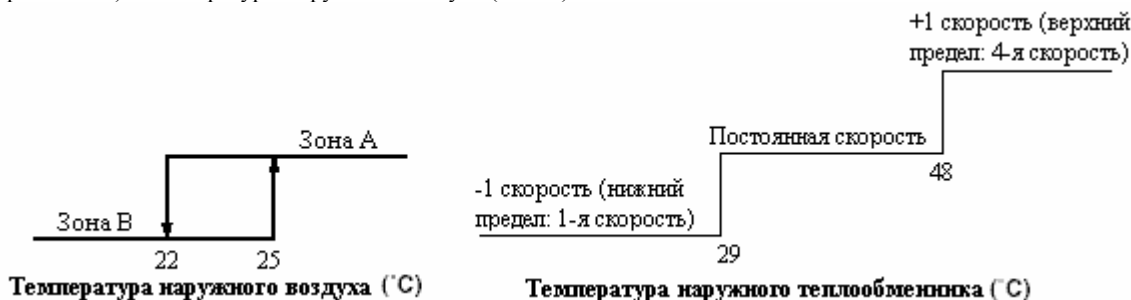 +1 скорость (верхний
предел: 4-я скорость)
Зона А
Постоянная скорость
48
-1 скорость (нижний
предел: 1-я скорость)
Зона В
22 25
29
Температура наружного воздуха (°C)
Температура наружного теплообменника (°C)